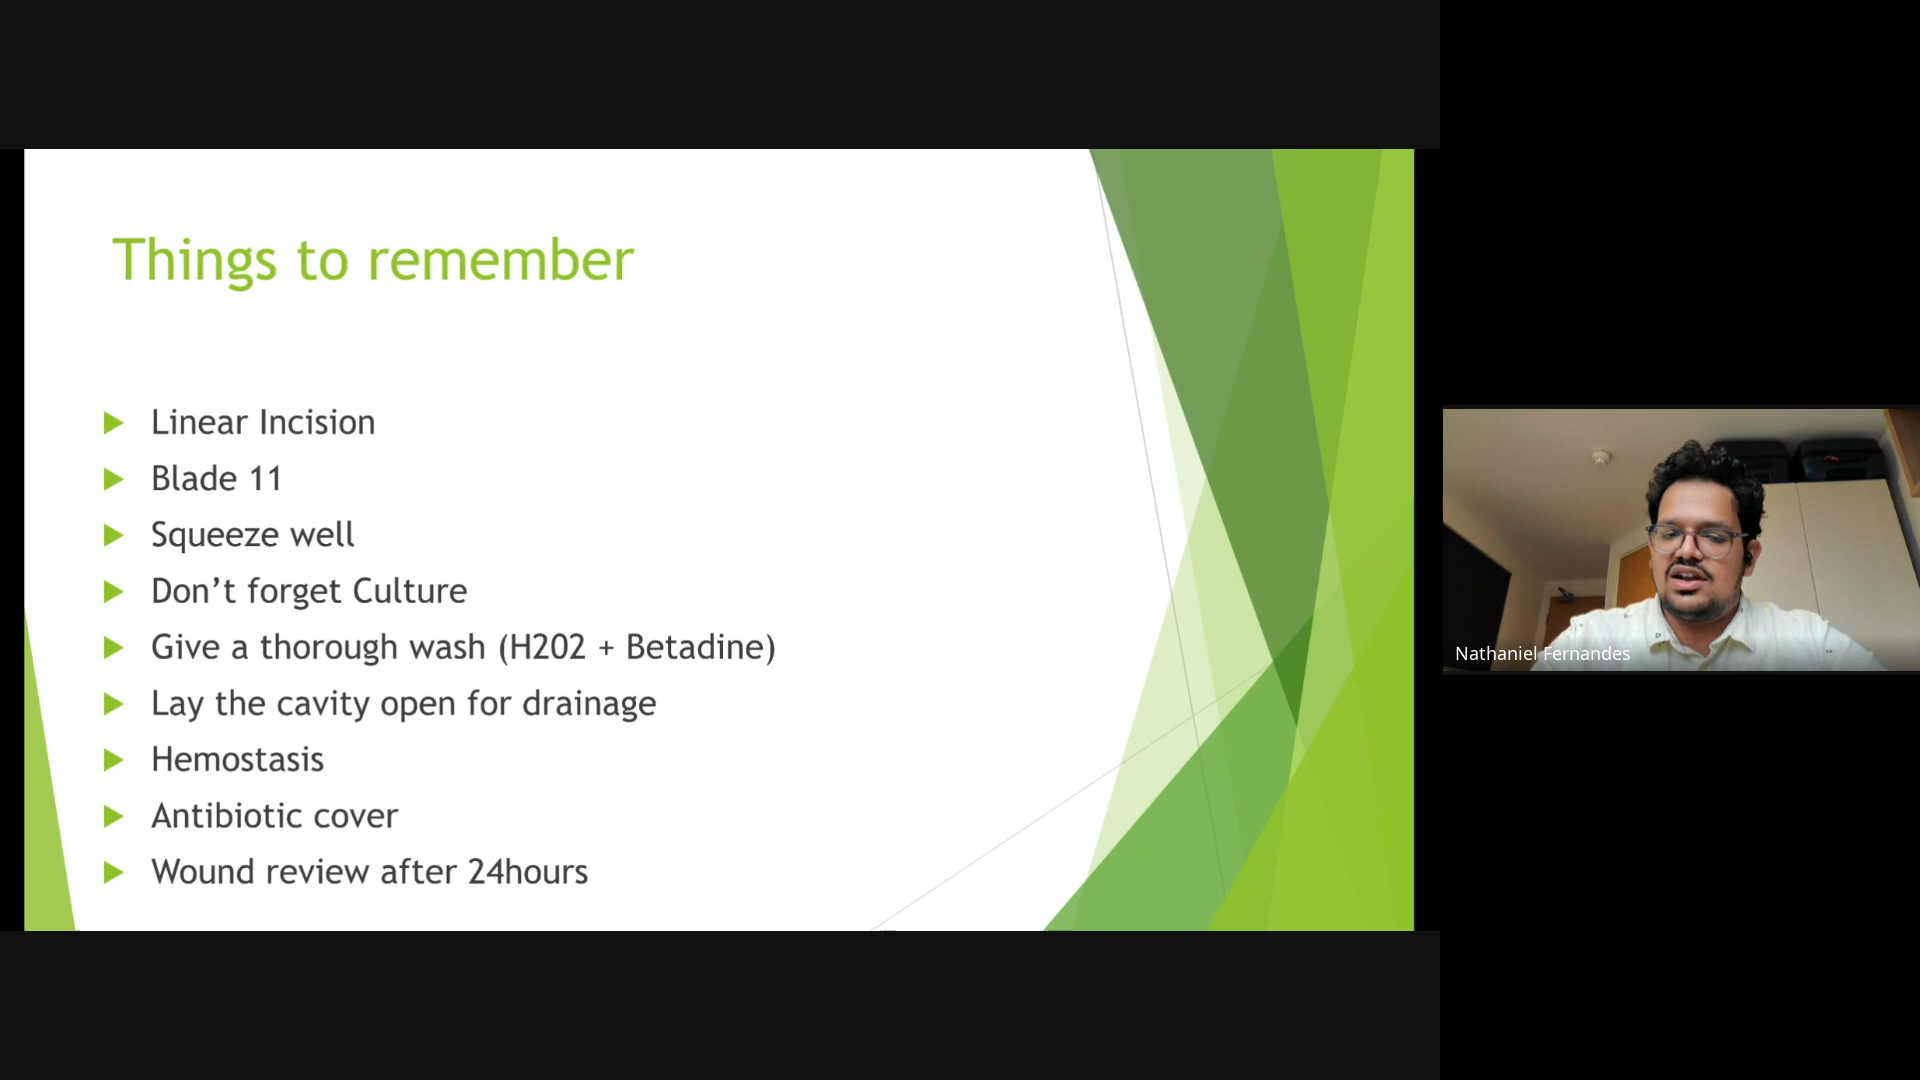 Things to remember
Linear Incision
Blade 11
Squeeze well
Don’t forget Culture
Give a thorough wash (H202 + Betadine)
Lay the cavity open for drainage
Hemostasis
Antibiotic cover
Wound review after 24hours
Nathaniel Fernandes